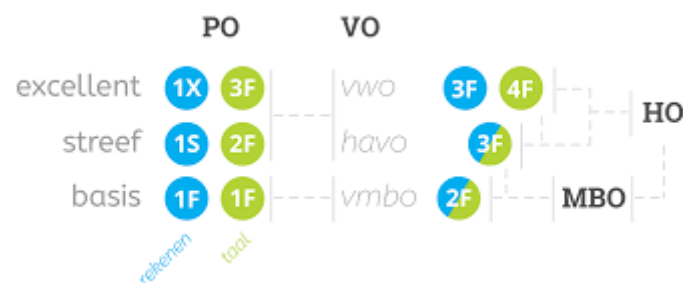 PO VO
excellent 1X 3F vwo 3F 4F
HO
streef 1S 2F havo 3F
basis 1F 1F vmbo 2F MBO
rekenen taal